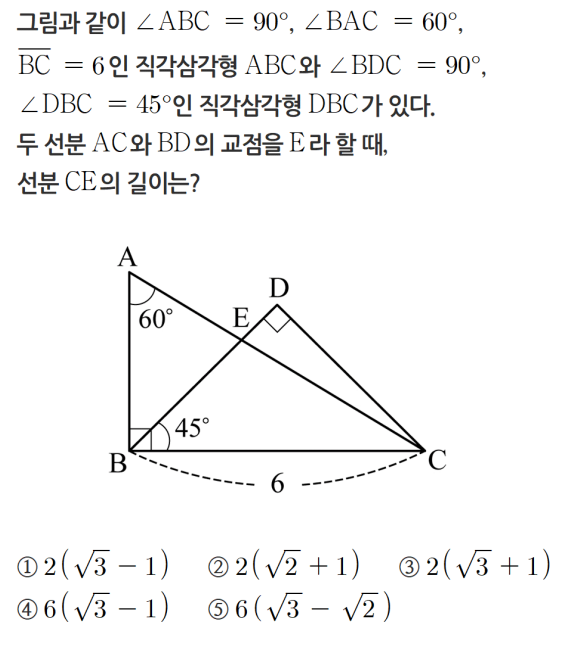 그림과 같이 ∠ABC = 90°, ∠BAC = 60°,
\overline{BC} = 6인 직각삼각형 ABC와 ∠BDC = 90°,
∠DBC = 45°인 직각삼각형 DBC가 있다.
두 선분 AC와 BD의 교점을 E라 할 때,
선분 CE의 길이는?
A
D
60°
E
45°
B
C
6
① 2(√3 − 1) ② 2(√2 + 1) ③ 2(√3 + 1)
④ 6(√3 − 1) ⑤ 6(√3 − √2)